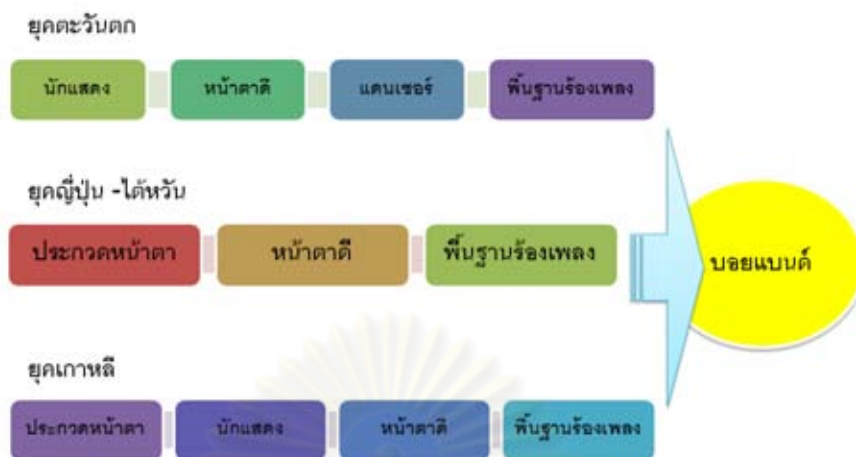 ยุคตะวันตก
นักแสดง หน้าตาดี แดนเซอร์ พื้นฐานร้องเพลง
ยุคญี่ปุ่น -ไต้หวัน
ประกวดหน้าตา หน้าตาดี พื้นฐานร้องเพลง
บอยแบนด์
ยุคเกาหลี
ประกวดหน้าตา นักแสดง หน้าตาดี พื้นฐานร้องเพลง